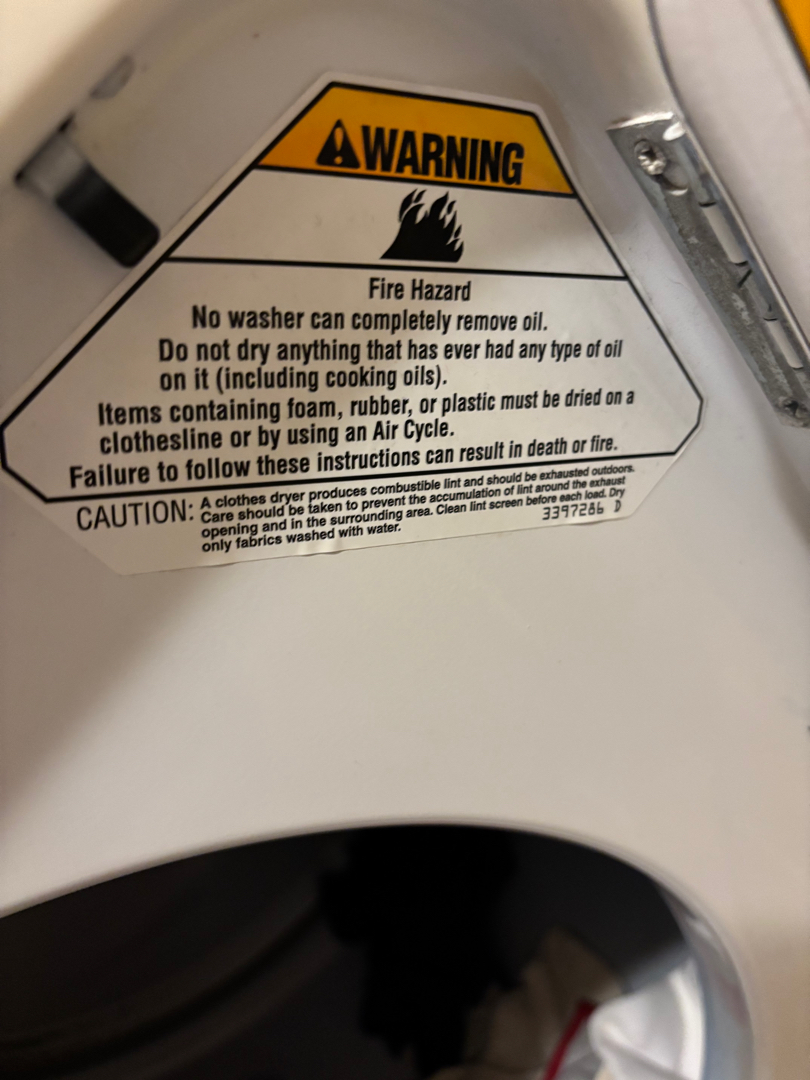 WARNING
Fire Hazard
No washer can completely remove oil.
Do not dry anything that has ever had any type of oil
on it (including cooking oils).
Items containing foam, rubber, or plastic must be dried on a
clothesline or by using an Air Cycle.
Failure to follow these instructions can result in death or fire.
CAUTION: A clothes dryer produces combustible lint and should be exhausted outdoors.
Care should be taken to prevent the accumulation of lint around the exhaust
opening and in the surrounding area. Clean lint screen before each load. Dry
only fabrics washed with water.
3397286 D